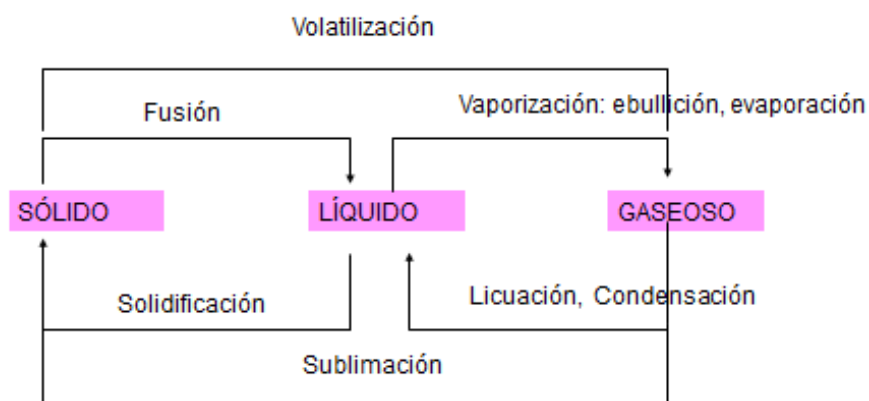 Volatilización
Fusión
Vaporización: ebullición, evaporación
SÓLIDO
LÍQUIDO
GASEOSO
Solidificación
Licuación, Condensación
Sublimación